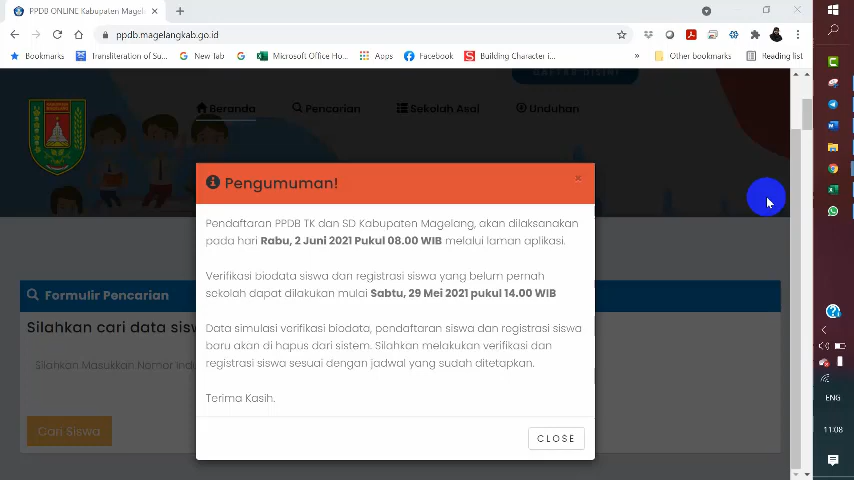 PPDB ONLINE Kabupaten Magel
ppdb.magelangkab.go.id
Bookmarks Transliteration of Su... New Tab Microsoft Office Ho... Apps Facebook Building Character i... » Other bookmarks Reading list
DAFTAR DISINI
Beranda Pencarian Sekolah Asal Unduhan
Pengumuman! ×
Pendaftaran PPDB TK dan SD Kabupaten Magelang, akan dilaksanakan
pada hari Rabu, 2 Juni 2021 Pukul 08.00 WIB melalui laman aplikasi.
Verifikasi biodata siswa dan registrasi siswa yang belum pernah
sekolah dapat dilakukan mulai Sabtu, 29 Mei 2021 pukul 14.00 WIB
Data simulasi verifikasi biodata, pendaftaran siswa dan registrasi siswa
baru akan di hapus dari sistem. Silahkan melakukan verifikasi dan
registrasi siswa sesuai dengan jadwal yang sudah ditetapkan.
Terima Kasih.
CLOSE
Formulir Pencarian
Silahkan cari data sisw
Silahkan Masukkan Nomor Indu
Cari Siswa
ENG
11:08